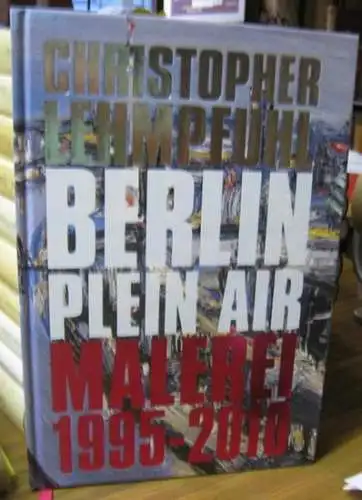 CHRISTOPHER
LEHMPFUHL
BERLIN
PLEIN AIR
MALEREI
1995-2010